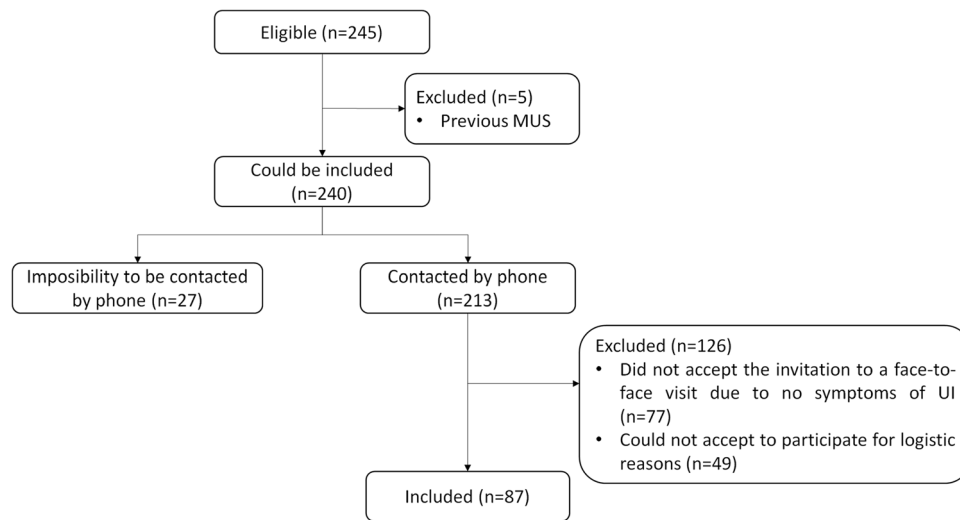 Eligible (n=245)
Excluded (n=5)
• Previous MUS
Could be included
(n=240)
Imposibility to be contacted
by phone (n=27)
Contacted by phone
(n=213)
Excluded (n=126)
• Did not accept the invitation to a face-to-
face visit due to no symptoms of UI
(n=77)
• Could not accept to participate for logistic
reasons (n=49)
Included (n=87)